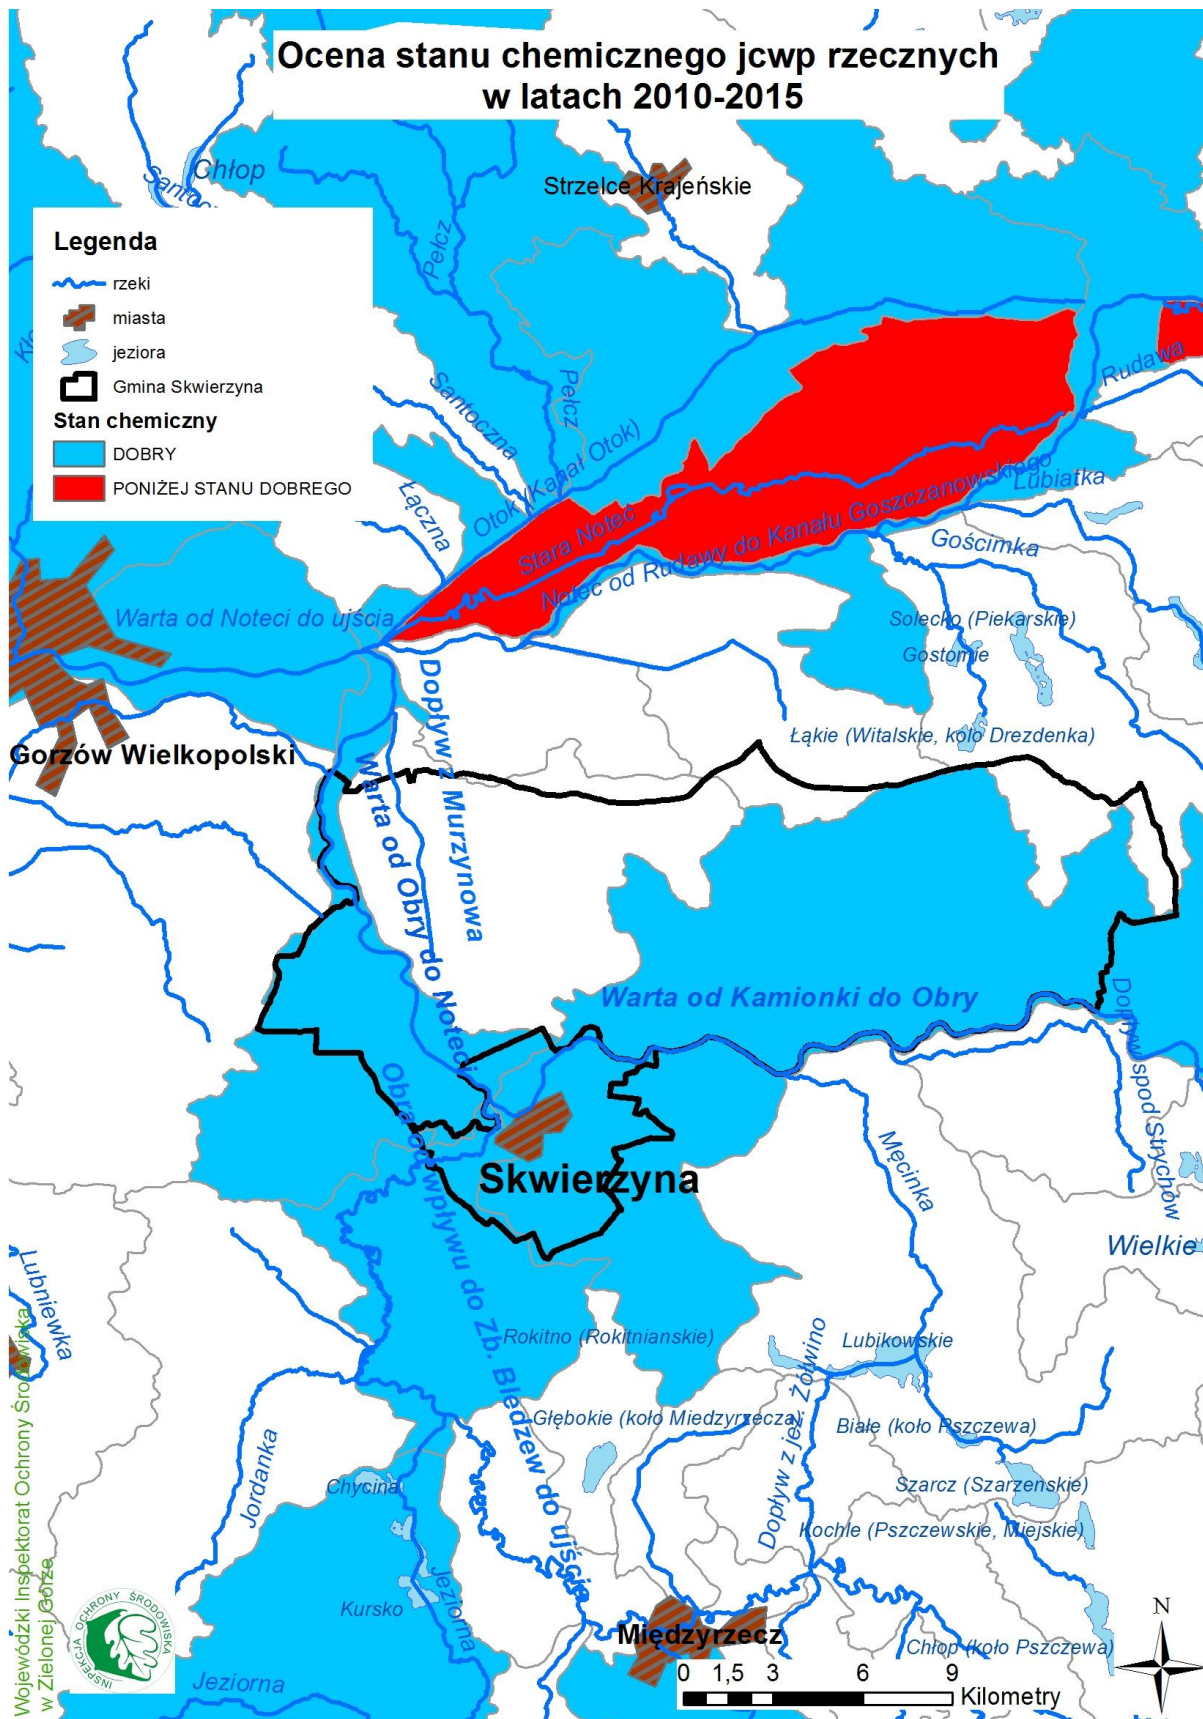 Ocena stanu chemicznego jcwp rzecznych
w latach 2010-2015
Chłop
Strzelce Krajeńskie
Legenda
rzeki
miasta
jeziora
Gmina Skwierzyna
Stan chemiczny
DOBRY
PONIŻEJ STANU DOBREGO
Pełcz
Pełcz
Santoczna
Otok (Kanał Otok)
Łączna
Rudawa
Stara Noteć
Noteć od Rudawy do Kanału Goszczanowskiego
Lubiatka
Gościmka
Warta od Noteci do ujścia
Solecko (Piekarskie)
Gostomie
Łąkie (Witalskie, koło Drezdenka)
Gorzów Wielkopolski
Dopływ z Murzynowa
Warta od Obry do Noteci
Warta od Kamionki do Obry
Dopływ spod Strychów
Obra od wpływu do Zb. Bledzew do ujścia
Skwierzyna
Męcinka
Wielkie
Lubniewka
Rokitno (Rokitnianskie)
Lubikowskie
Głębokie (koło Miedzyrzecza)
Dopływ z jez. Żółwino
Białe (koło Pszczewa)
Jordanka
Chycina
Szarcz (Szarzeńskie)
Kochle (Pszczewskie, Miejskie)
Kursko
Jeziorna
Międzyrzecz
Chłop (koło Pszczewa)
Jeziorna
0 1,5 3 6 9
Kilometry
N
INSPEKCJA OCHRONY ŚRODOWISKA
Wojewódzki Inspektorat Ochrony Środowiska
w Zielonej Górze